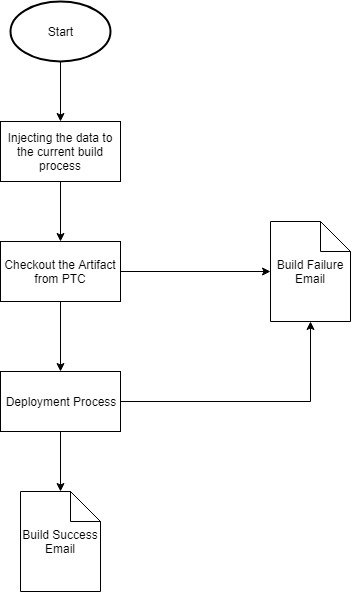 Start
Injecting the data to
the current build
process
Checkout the Artifact
from PTC
Build Failure
Email
Deployment Process
Build Success
Email